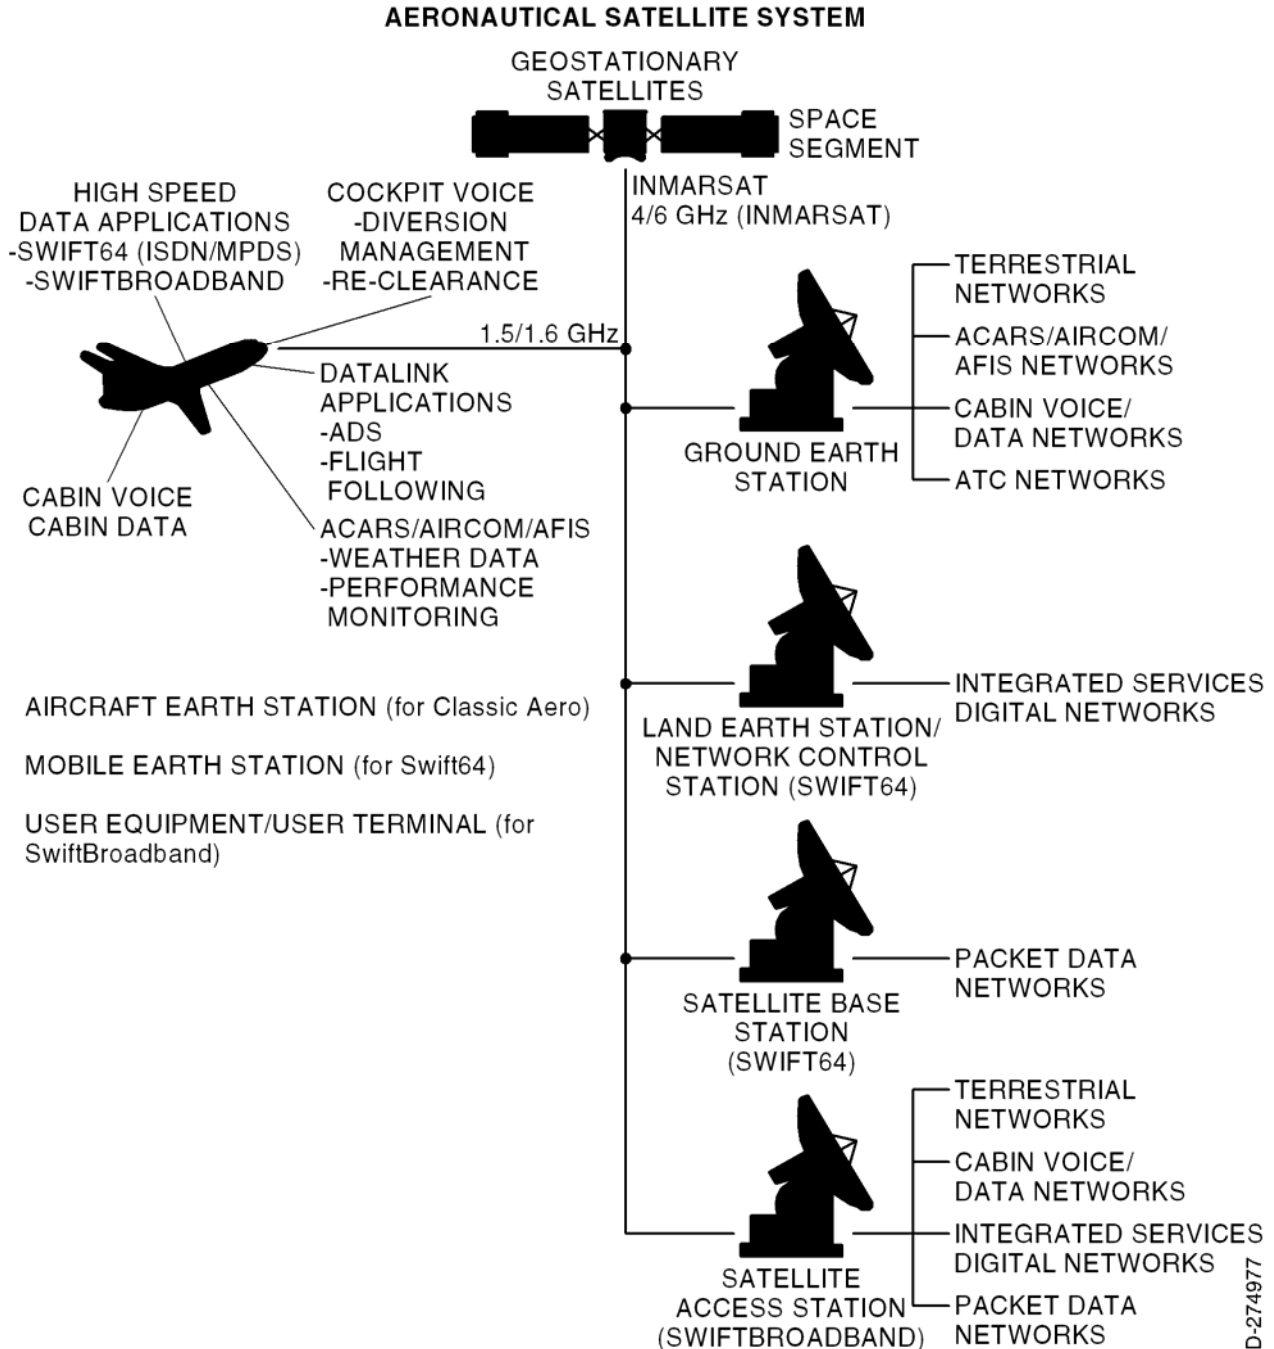 AERONAUTICAL SATELLITE SYSTEM
GEOSTATIONARY
SATELLITES
SPACE
SEGMENT
INMARSAT
4/6 GHz (INMARSAT)
HIGH SPEED
DATA APPLICATIONS
-SWIFT64 (ISDN/MPDS)
-SWIFTBROADBAND
COCKPIT VOICE
-DIVERSION
MANAGEMENT
-RE-CLEARANCE
1.5/1.6 GHz
DATALINK
APPLICATIONS
-ADS
-FLIGHT
FOLLOWING
CABIN VOICE
CABIN DATA
ACARS/AIRCOM/AFIS
-WEATHER DATA
-PERFORMANCE
MONITORING
AIRCRAFT EARTH STATION (for Classic Aero)
MOBILE EARTH STATION (for Swift64)
USER EQUIPMENT/USER TERMINAL (for
SwiftBroadband)
GROUND EARTH
STATION
TERRESTRIAL
NETWORKS
ACARS/AIRCOM/
AFIS NETWORKS
CABIN VOICE/
DATA NETWORKS
ATC NETWORKS
LAND EARTH STATION/
NETWORK CONTROL
STATION (SWIFT64)
INTEGRATED SERVICES
DIGITAL NETWORKS
SATELLITE BASE
STATION
(SWIFT64)
PACKET DATA
NETWORKS
SATELLITE
ACCESS STATION
(SWIFTBROADBAND)
TERRESTRIAL
NETWORKS
CABIN VOICE/
DATA NETWORKS
INTEGRATED SERVICES
DIGITAL NETWORKS
PACKET DATA
NETWORKS
D-274977